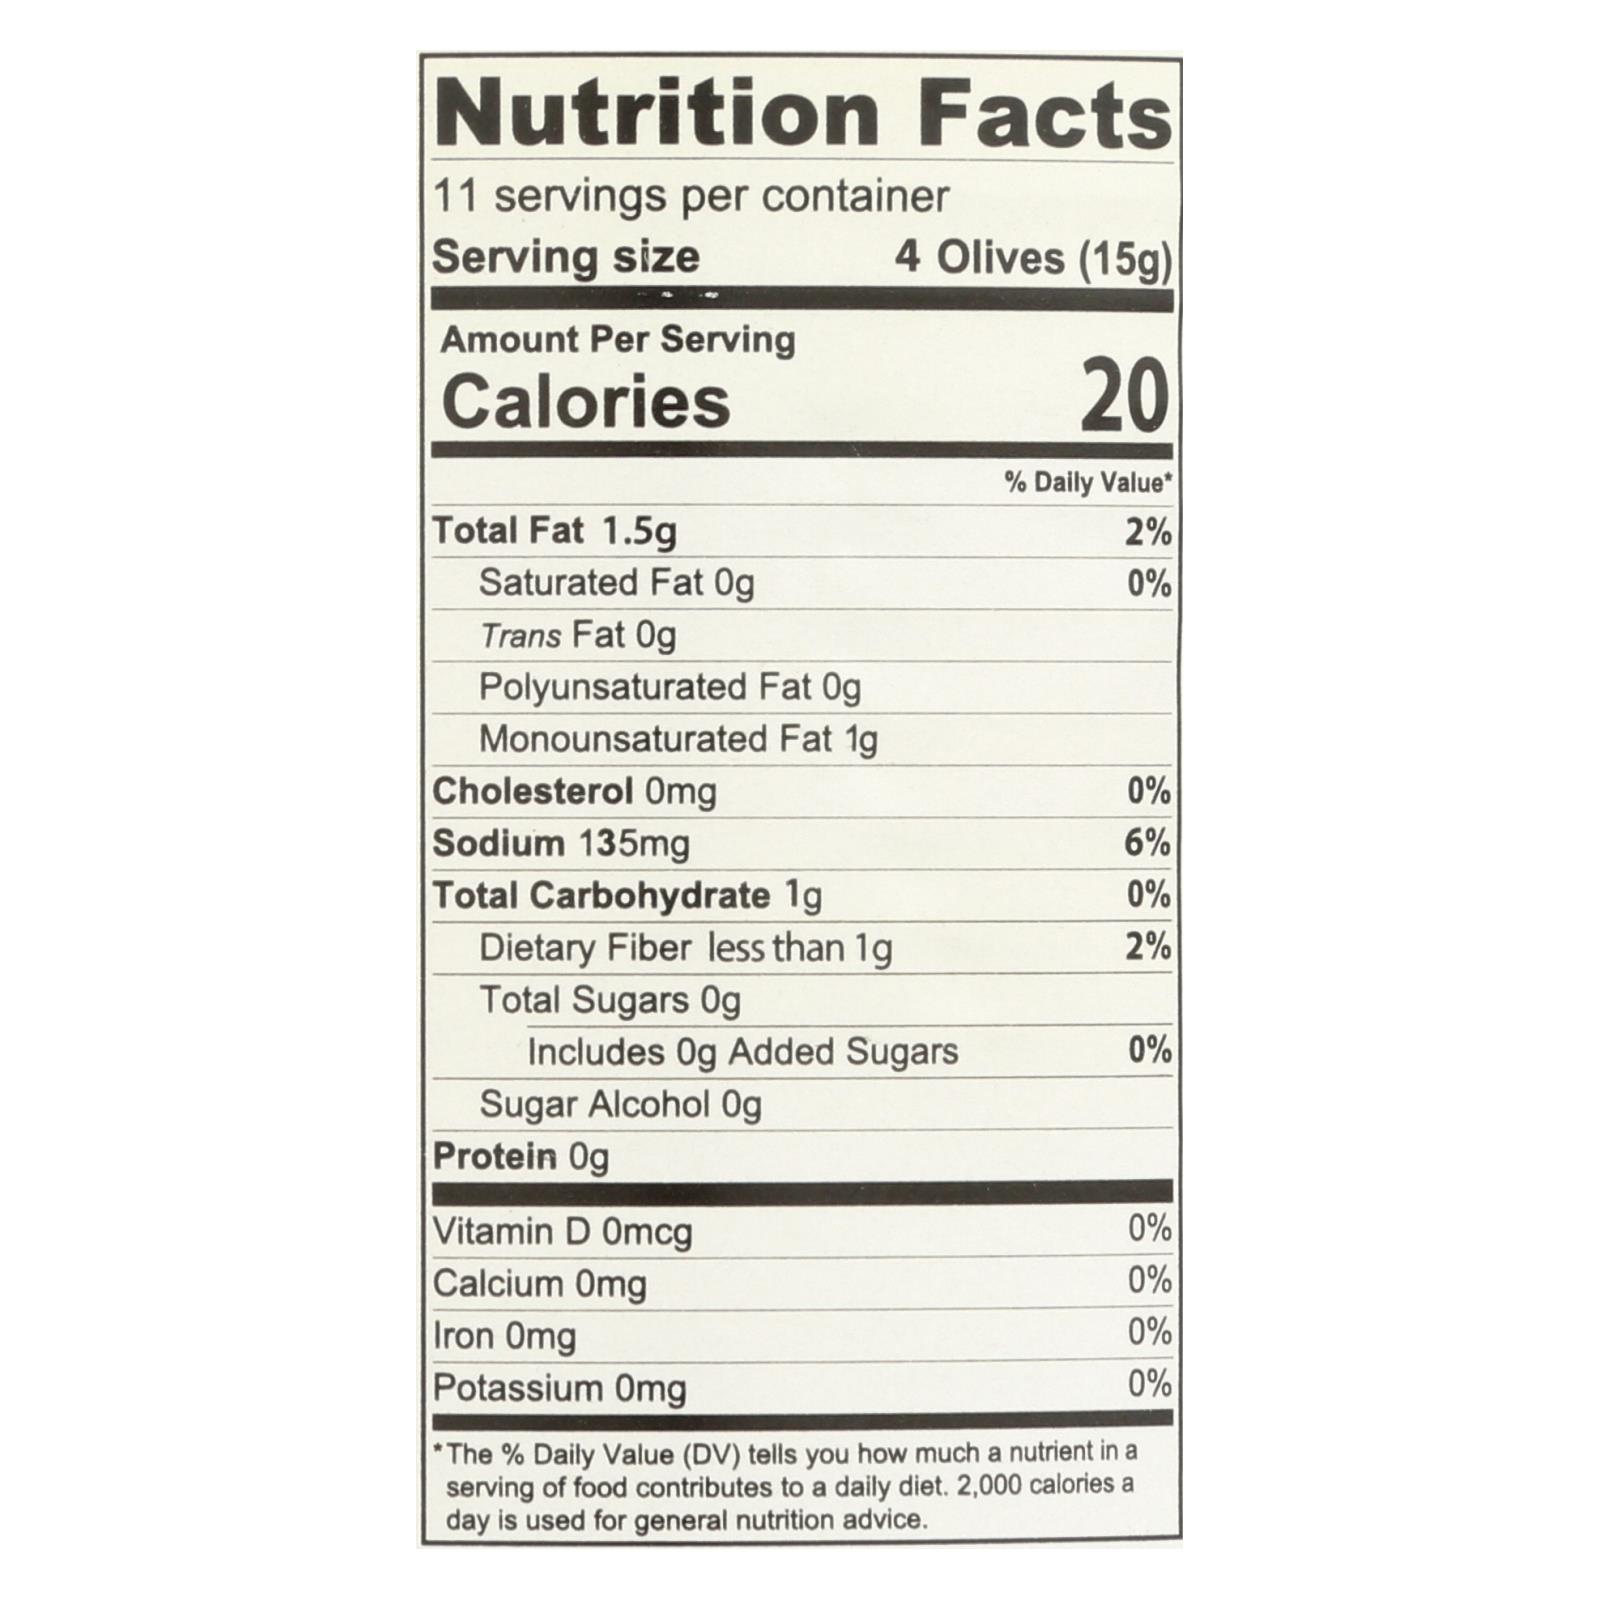 Nutrition Facts
11 servings per container
Serving size 4 Olives (15g)
Amount Per Serving
Calories 20
% Daily Value*
Total Fat 1.5g 2%
Saturated Fat 0g 0%
Trans Fat 0g
Polyunsaturated Fat 0g
Monounsaturated Fat 1g
Cholesterol 0mg 0%
Sodium 135mg 6%
Total Carbohydrate 1g 0%
Dietary Fiber less than 1g 2%
Total Sugars 0g
Includes 0g Added Sugars 0%
Sugar Alcohol 0g
Protein 0g
Vitamin D 0mcg 0%
Calcium 0mg 0%
Iron 0mg 0%
Potassium 0mg 0%
*The % Daily Value (DV) tells you how much a nutrient in a
serving of food contributes to a daily diet. 2,000 calories a
day is used for general nutrition advice.